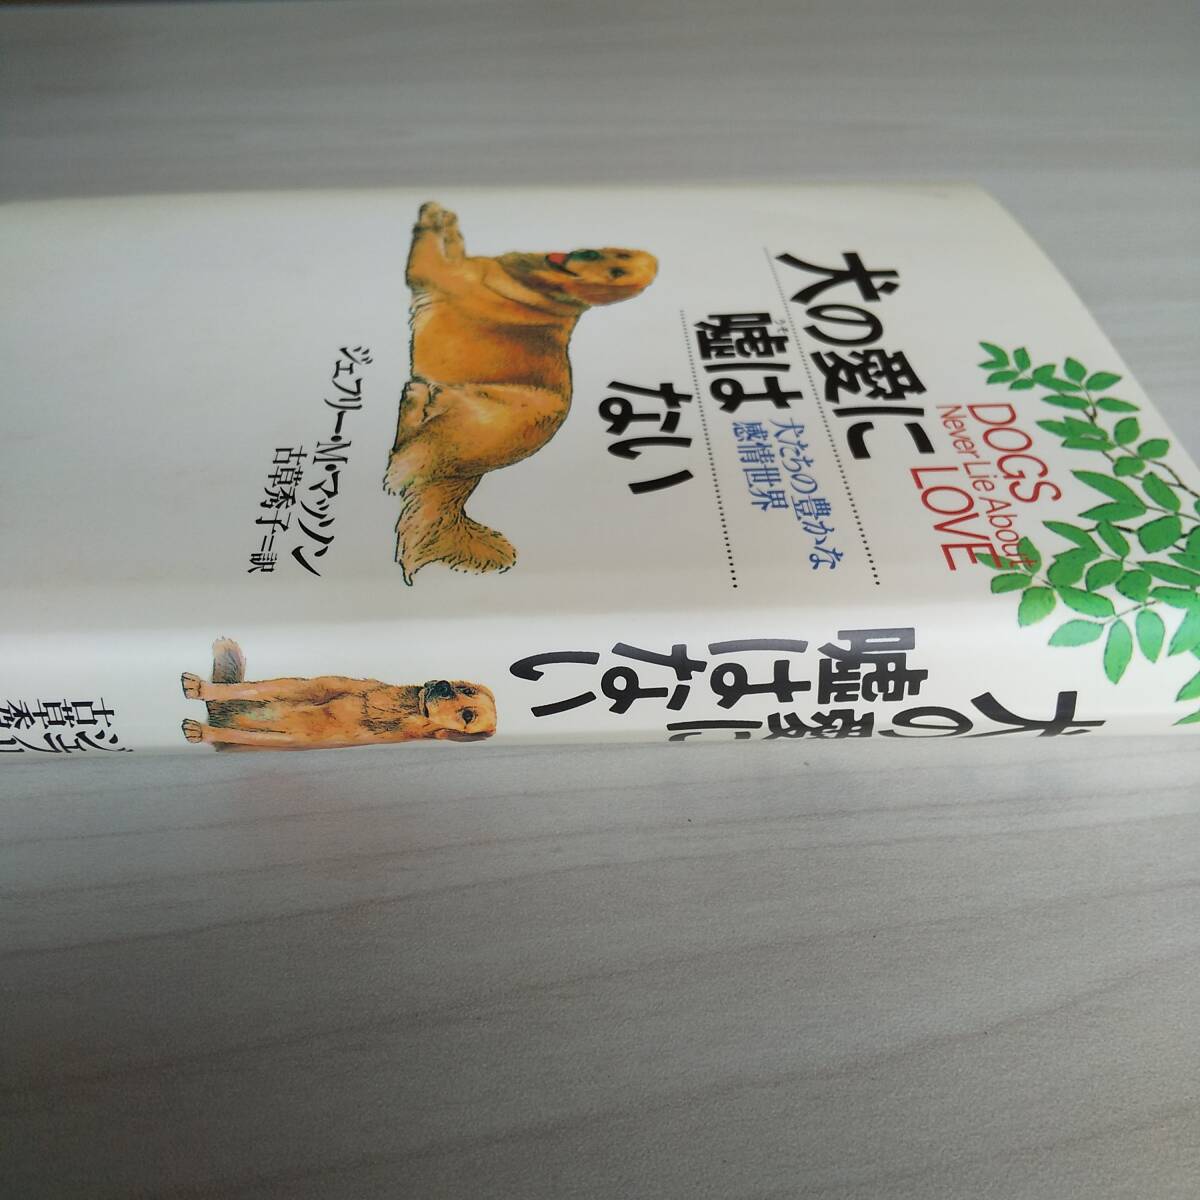 DOGS
Never Lie About
LOVE
犬の愛に
嘘は
うそ
ない
犬たちの豊かな
感情世界
ジェフリー・M・マッソン
古草秀子=訳
犬の愛に
嘘はない